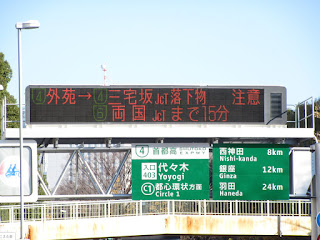 ④外苑→④三宅坂JCT落下物 注意
⑥両国JCTまで15分
④
入口
403
代々木
Yoyogi
C1 都心環状方面
Circle 1
西神田 8km
Nishi-kanda
銀座 12km
Ginza
羽田 24km
Haneda